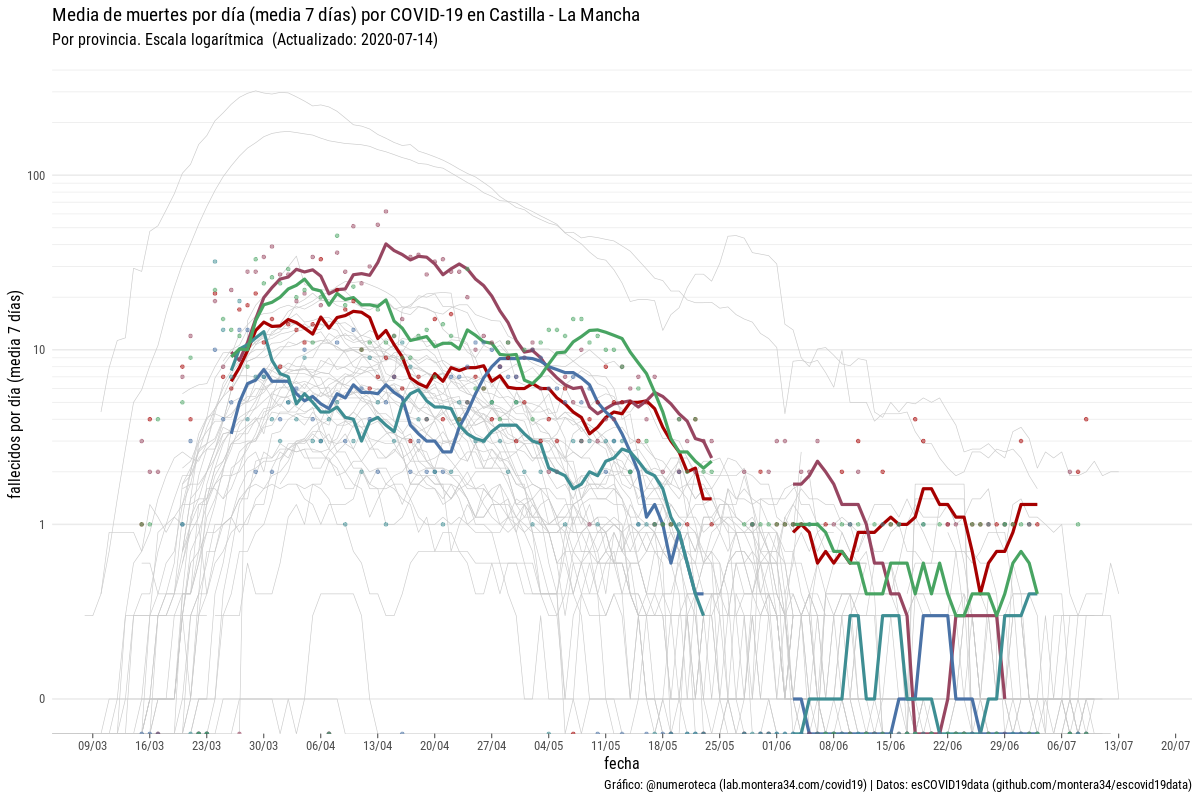 Media de muertes por día (media 7 días) por COVID-19 en Castilla - La Mancha
Por provincia. Escala logarítmica (Actualizado: 2020-07-14)
fallecidos por día (media 7 días)
100
10
1
0
09/03 16/03 23/03 30/03 06/04 13/04 20/04 27/04 04/05 11/05 18/05 25/05 01/06 08/06 15/06 22/06 29/06 06/07 13/07 20/07
fecha
Gráfico: @numeroteca (lab.montera34.com/covid19) | Datos: esCOVID19data (github.com/montera34/escovid19data)